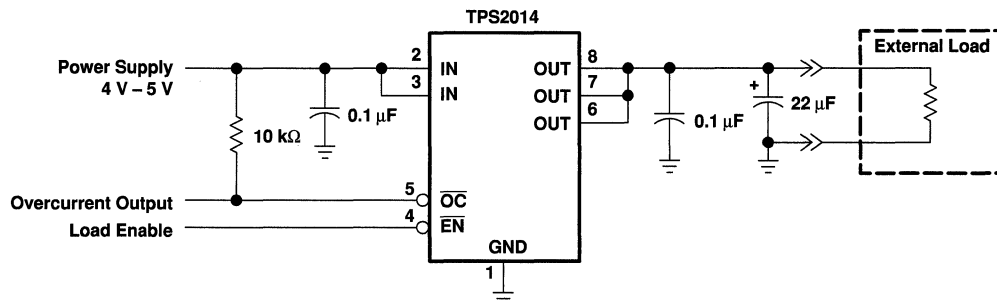 TPS2014
External Load
Power Supply
4 V – 5 V
2
IN
OUT
8
3
IN
OUT
7
OUT
6
0.1 μF
10 kΩ
0.1 μF
+
22 μF
Overcurrent Output
5
OC
Load Enable
4
EN
GND
1